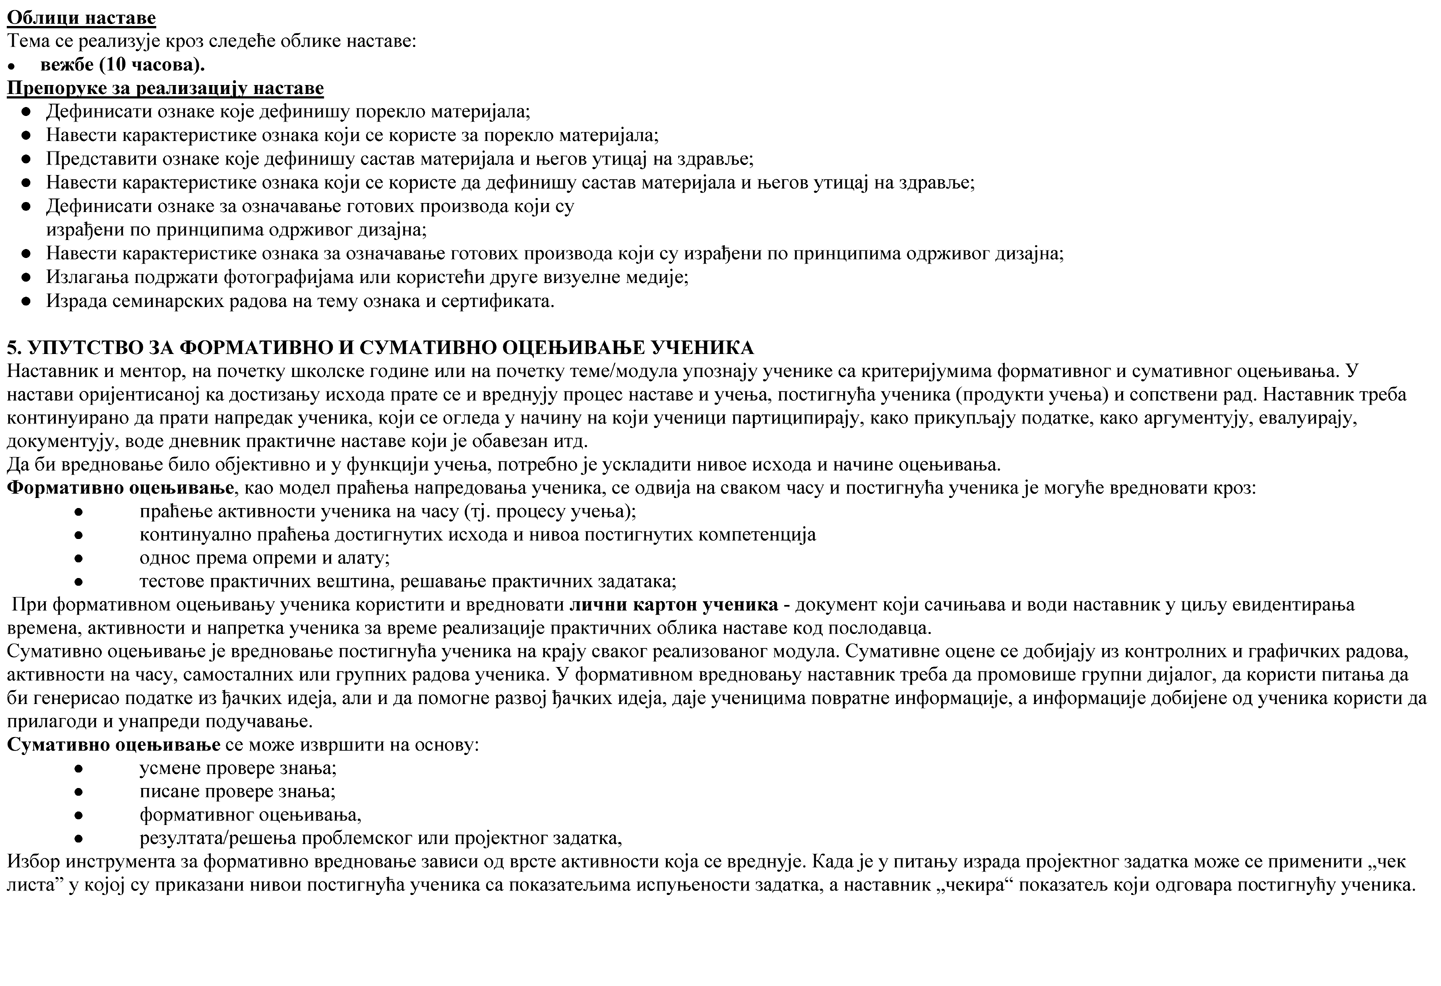 Облици наставе
Тема се реализује кроз следеће облике наставе:
● вежбе (10 часова).
Препоруке за реализацију наставе
● Дефинисати ознаке које дефинишу порекло материјала;
● Навести карактеристике ознака који се користе за порекло материјала;
● Представити ознаке које дефинишу састав материјала и његов утицај на здравље;
● Навести карактеристике ознака који се користе да дефинишу састав материјала и његов утицај на здравље;
● Дефинисати ознаке за означавање готових производа који су
израђени по принципима одрживог дизајна;
● Навести карактеристике ознака за означавање готових производа који су израђени по принципима одрживог дизајна;
● Излагања подржати фотографијама или користећи друге визуелне медије;
● Израда семинарских радова на тему ознака и сертификата.
5. УПУТСТВО ЗА ФОРМАТИВНО И СУМАТИВНО ОЦЕЊИВАЊЕ УЧЕНИКА
Наставник и ментор, на почетку школске године или на почетку теме/модула упознају ученике са критеријумима формативног и сумативног оцењивања. У
настави оријентисаној ка достизању исхода прате се и вреднују процес наставе и учења, постигнућа ученика (продукти учења) и сопствени рад. Наставник треба
континуирано да прати напредак ученика, који се огледа у начину на који ученици партиципирају, како прикупљају податке, како аргументују, евалуирају,
документују, воде дневник практичне наставе који је обавезан итд.
Да би вредновање било објективно и у функцији учења, потребно је ускладити нивое исхода и начине оцењивања.
Формативно оцењивање, као модел праћења напредовања ученика, се одвија на сваком часу и постигнућа ученика је могуће вредновати кроз:
● праћење активности ученика на часу (тј. процесу учења);
● континуално праћења достигнутих исхода и нивоа постигнутих компетенција
● однос према опреми и алату;
● тестове практичних вештина, решавање практичних задатака;
При формативном оцењивању ученика користити и вредновати лични картон ученика - документ који сачињава и води наставник у циљу евидентирања
времена, активности и напретка ученика за време реализације практичних облика наставе код послодавца.
Сумативно оцењивање је вредновање постигнућа ученика на крају сваког реализованог модула. Сумативне оцене се добијају из контролних и графичких радова,
активности на часу, самосталних или групних радова ученика. У формативном вредновању наставник треба да промовише групни дијалог, да користи питања да
би генерисао податке из ђачких идеја, али и да помогне развој ђачких идеја, даје ученицима повратне информације, а информације добијене од ученика користи да
прилагоди и унапреди подучавање.
Сумативно оцењивање се може извршити на основу:
● усмене провере знања;
● писане провере знања;
● формативног оцењивања,
● резултата/решења проблемског или пројектног задатка,
Избор инструмента за формативно вредновање зависи од врсте активности која се вреднује. Када је у питању израда пројектног задатка може се применити „чек
листа” у којој су приказани нивои постигнућа ученика са показатељима испуњености задатка, а наставник „чекира“ показатељ који одговара постигнућу ученика.